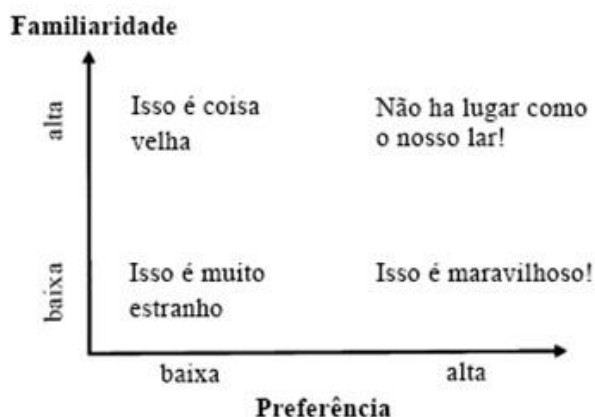 Familiaridade
alta
Isso é coisa
velha
Não ha lugar como
o nosso lar!
baixa
Isso é muito
estranho
Isso é maravilhoso!
baixa
alta
Preferência